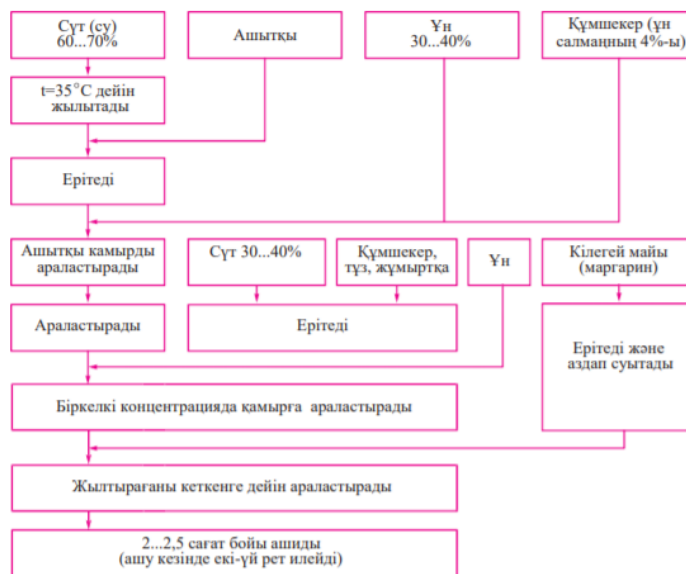 Сүт (су)
60...70%
Ашытқы
Ұн
30...40%
Құмшекер (ұн
салмаңның 4%-ы)
t=35°C дейін
жылытады
Ерітеді
Ашытқы камырды
араластырады
Сүт 30...40%
Құмшекер,
тұз, жұмыртқа
Ұн
Кілегей майы
(маргарин)
Араластырады
Ерітеді
Ерітеді және
аздап суытады
Біркелкі концентрацияда қамырға араластырады
Жылтырағаны кеткенге дейін араластырады
2...2,5 сағат бойы ашиды
(ашу кезінде екі-үй рет илейді)